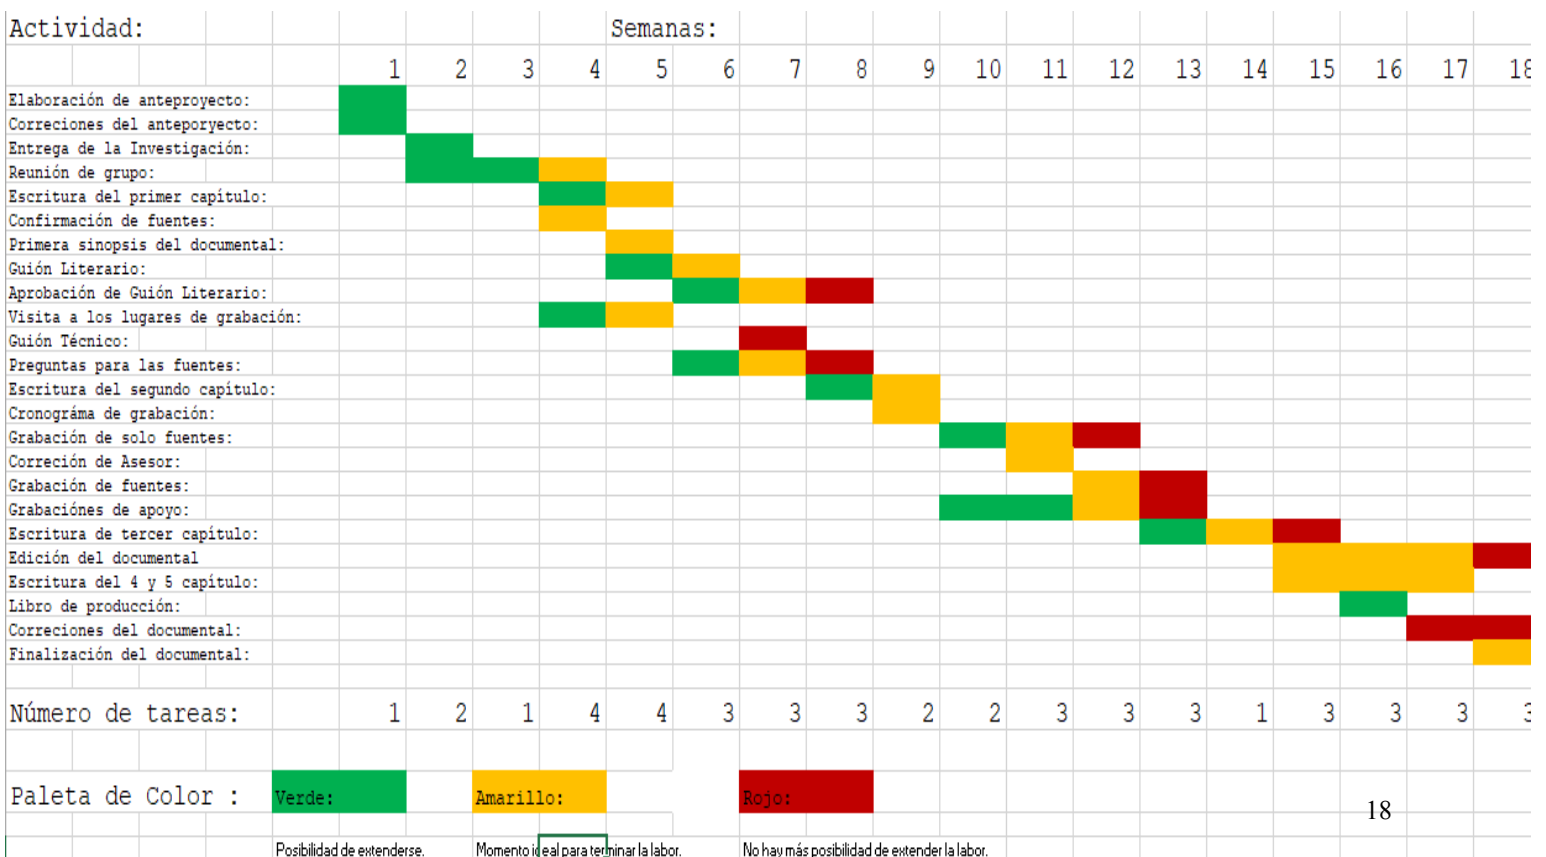 Actividad: Semanas:
1 2 3 4 5 6 7 8 9 10 11 12 13 14 15 16 17 18
Elaboración de anteproyecto:
Correciones del anteporyecto:
Entrega de la Investigación:
Reunión de grupo:
Escritura del primer capítulo:
Confirmación de fuentes:
Primera sinopsis del documental:
Guión Literario:
Aprobación de Guión Literario:
Visita a los lugares de grabación:
Guión Técnico:
Preguntas para las fuentes:
Escritura del segundo capítulo:
Cronográma de grabación:
Grabación de solo fuentes:
Correción de Asesor:
Grabación de fuentes:
Grabaciónes de apoyo:
Escritura de tercer capítulo:
Edición del documental
Escritura del 4 y 5 capítulo:
Libro de producción:
Correciones del documental:
Finalización del documental:
Número de tareas: 1 2 1 4 4 3 3 3 2 2 3 3 3 1 3 3 3 3
Paleta de Color : Verde: Amarillo: Rojo:
18
Posibilidad de extenderse. Momento ideal para terminar la labor. No hay más posibilidad de extender la labor.